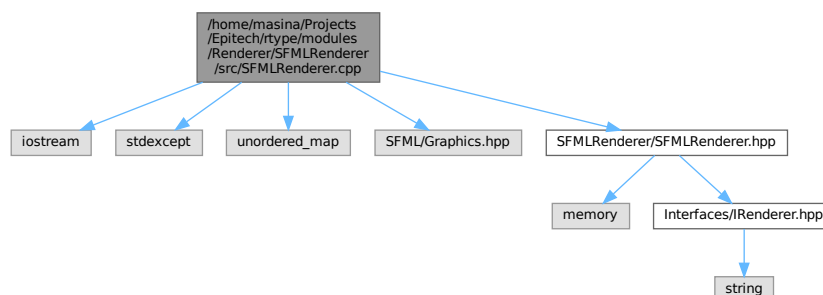 /home/masina/Projects
/Epitech/rtype/modules
/Renderer/SFMLRenderer
/src/SFMLRenderer.cpp
iostream
stdexcept
unordered_map
SFML/Graphics.hpp
SFMLRenderer/SFMLRenderer.hpp
memory
Interfaces/IRenderer.hpp
string